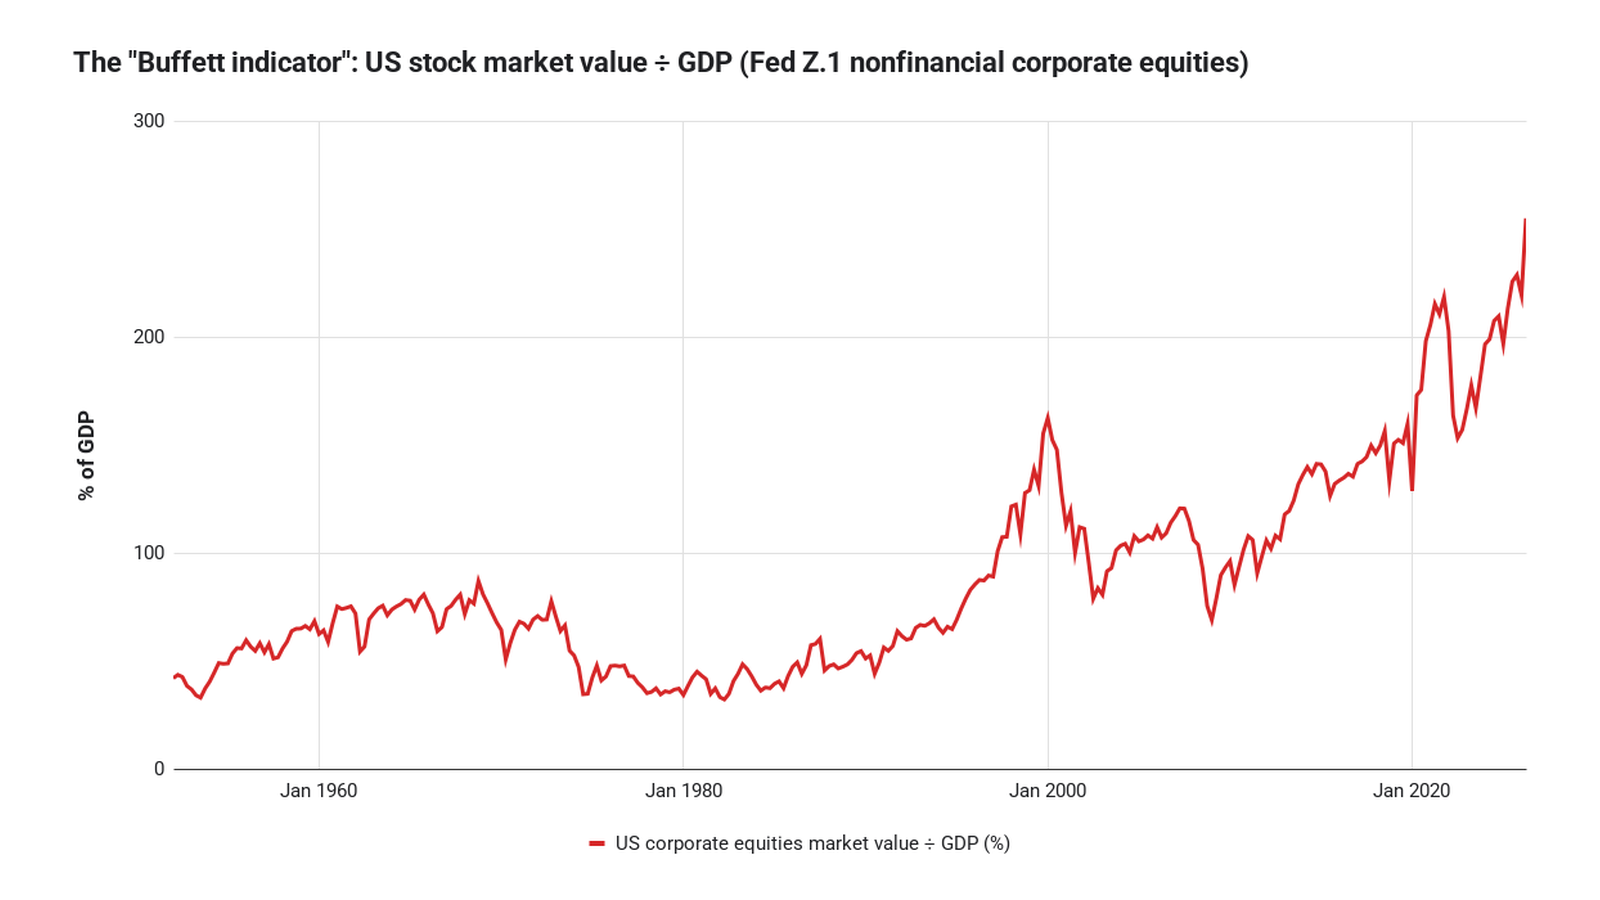 The "Buffett indicator": US stock market value ÷ GDP (Fed Z.1 nonfinancial corporate equities)
300
200
100
0
% of GDP
Jan 1960
Jan 1980
Jan 2000
Jan 2020
US corporate equities market value ÷ GDP (%)